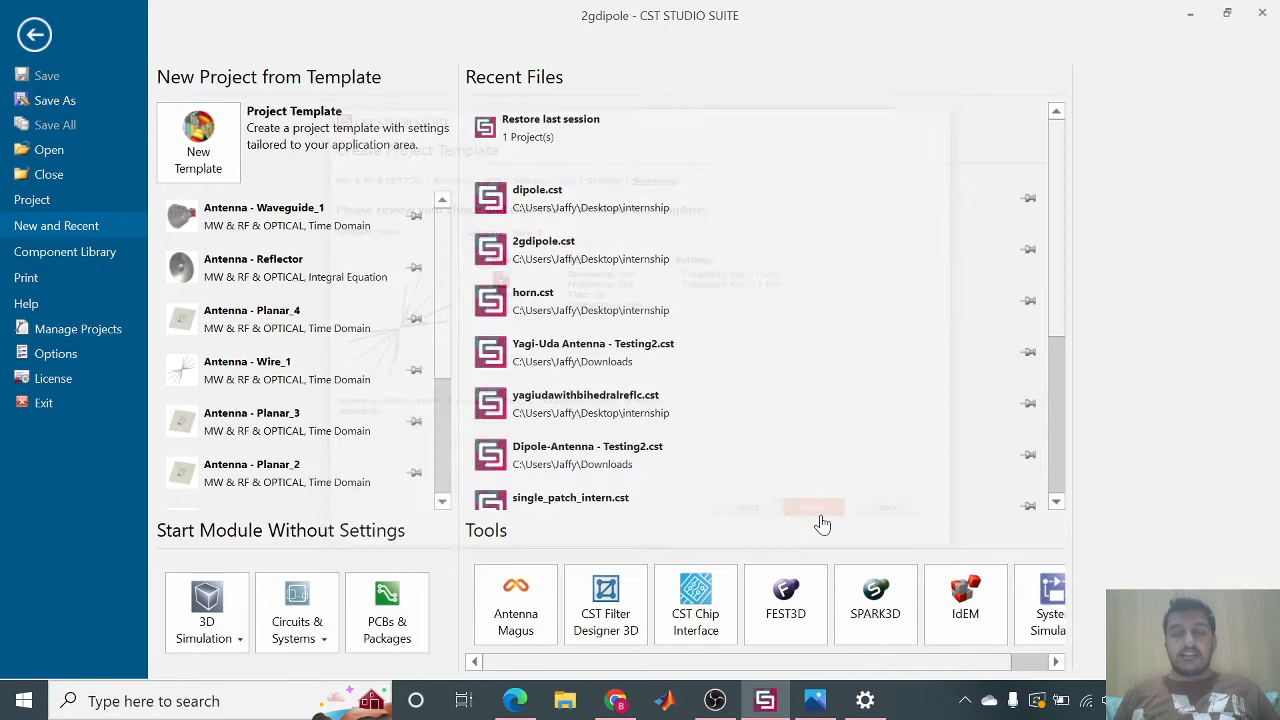 2gdipole - CST STUDIO SUITE
Save
Save As
Save All
Open
Close
Project
New and Recent
Component Library
Print
Help
Manage Projects
Options
License
Exit
New Project from Template
New Template
Project Template
Create a project template with settings
tailored to your application area.
Antenna - Waveguide_1
MW & RF & OPTICAL, Time Domain
Antenna - Reflector
MW & RF & OPTICAL, Integral Equation
Antenna - Planar_4
MW & RF & OPTICAL, Time Domain
Antenna - Wire_1
MW & RF & OPTICAL, Time Domain
Antenna - Planar_3
MW & RF & OPTICAL, Time Domain
Antenna - Planar_2
MW & RF & OPTICAL, Time Domain
Recent Files
Restore last session
1 Project(s)
dipole.cst
C:\Users\Jaffy\Desktop\internship
2gdipole.cst
C:\Users\Jaffy\Desktop\internship
horn.cst
C:\Users\Jaffy\Desktop\internship
Yagi-Uda Antenna - Testing2.cst
C:\Users\Jaffy\Downloads
yagiudawithbihedralreflc.cst
C:\Users\Jaffy\Desktop\internship
Dipole-Antenna - Testing2.cst
C:\Users\Jaffy\Downloads
single_patch_intern.cst
Start Module Without Settings
3D
Simulation
Circuits &
Systems
PCBs &
Packages
Tools
Antenna
Magus
CST Filter
Designer 3D
CST Chip
Interface
FEST3D
SPARK3D
IdEM
Type here to search